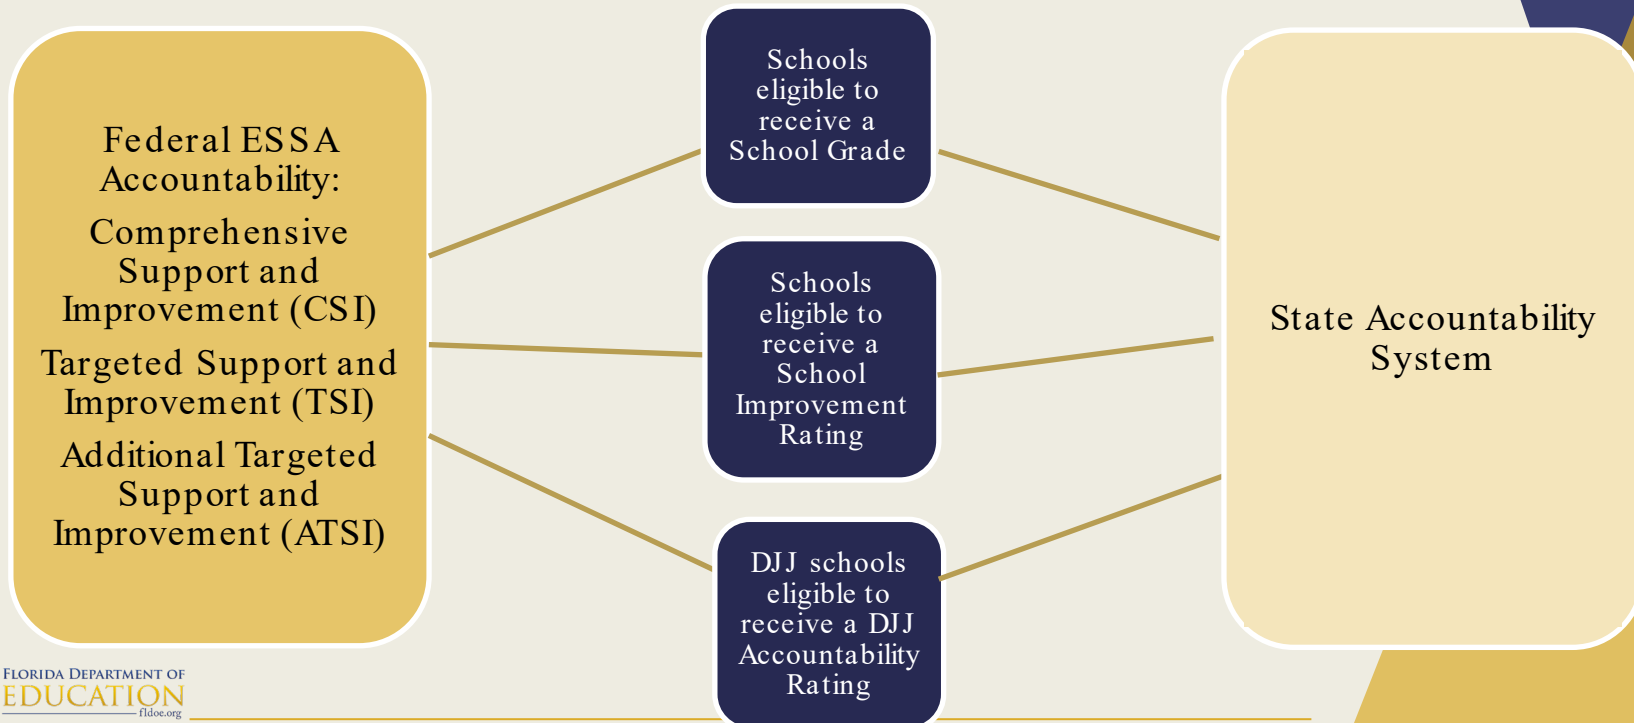 Federal ESSA
Accountability:
Comprehensive
Support and
Improvement (CSI)
Targeted Support and
Improvement (TSI)
Additional Targeted
Support and
Improvement (ATSI)
Schools
eligible to
receive a
School Grade
Schools
eligible to
receive a
School
Improvement
Rating
DJJ schools
eligible to
receive a DJJ
Accountability
Rating
State Accountability
System
FLORIDA DEPARTMENT OF
EDUCATION
fldoe.org